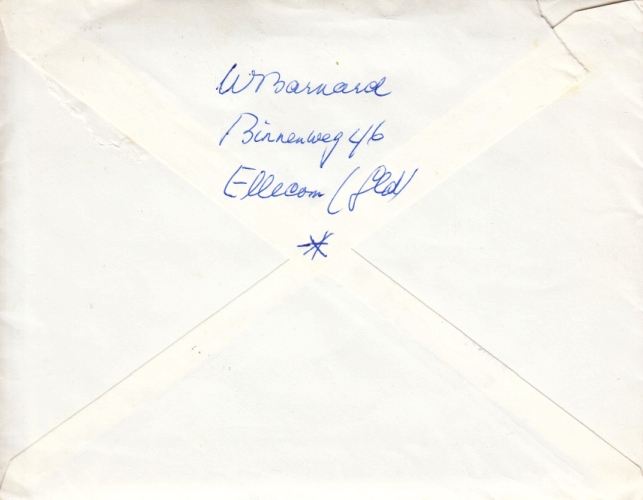 W Barnard
Binnenweg 46
Ellecom (Gld)
*